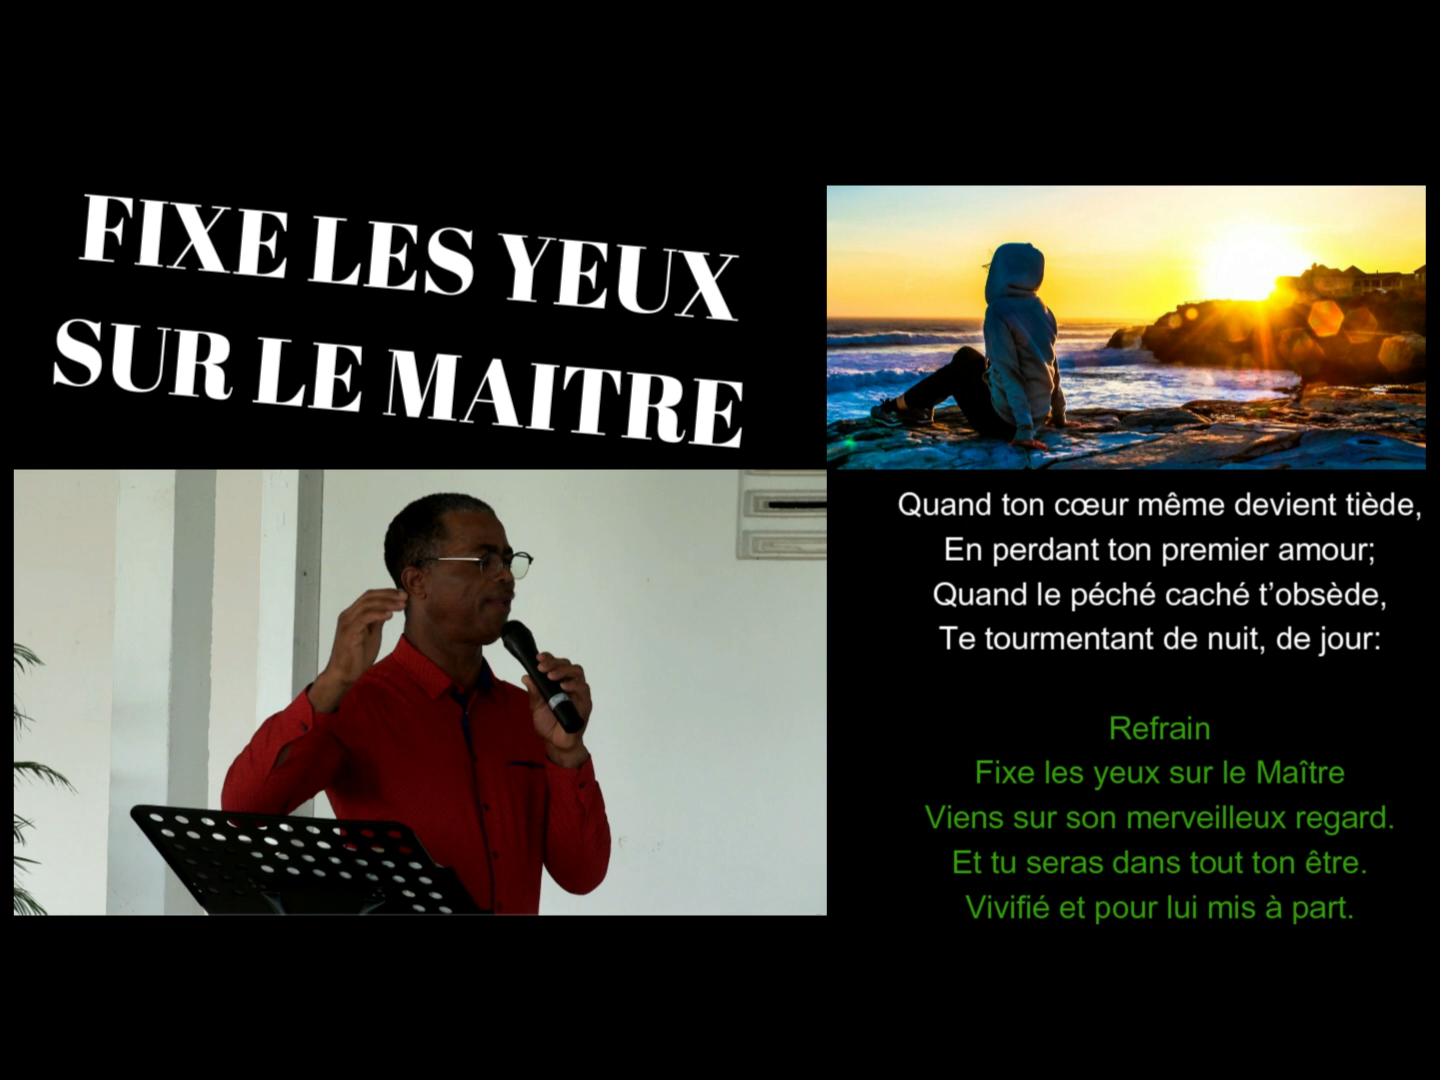 FIXE LES YEUX
SUR LE MAITRE
Quand ton cœur même devient tiède,
En perdant ton premier amour;
Quand le péché caché t’obsède,
Te tourmentant de nuit, de jour:
Refrain
Fixe les yeux sur le Maître
Viens sur son merveilleux regard.
Et tu seras dans tout ton être.
Vivifié et pour lui mis à part.